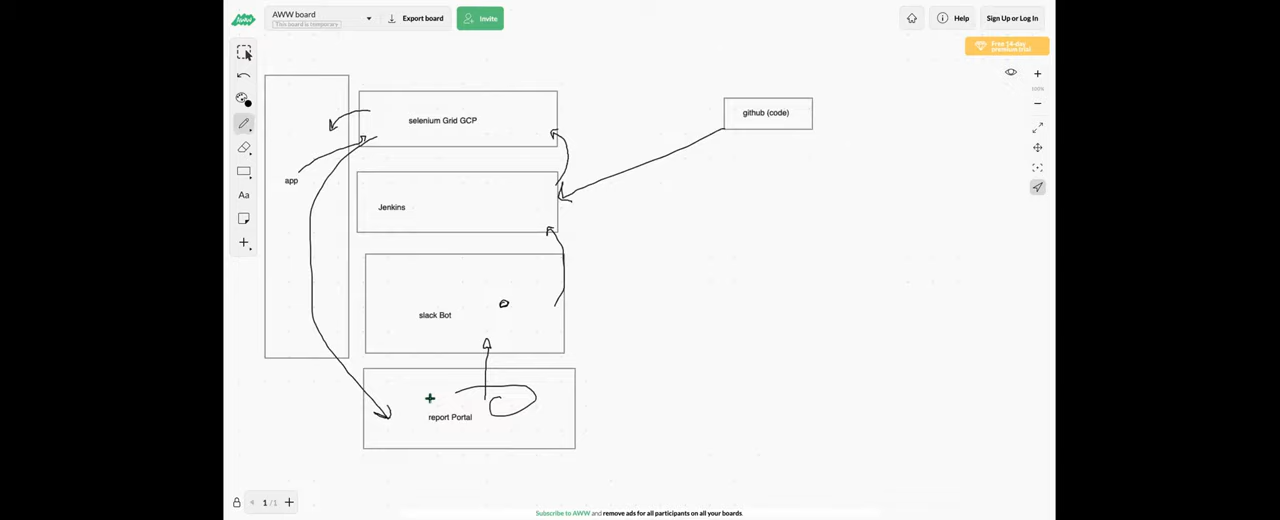 AWW board
This board is temporary
Export board
Invite
Help
Sign Up or Log In
Free 14-day
premium trial
100%
selenium Grid GCP
github (code)
app
Jenkins
Aa
slack Bot
report Portal
1 /1
Subscribe to AWW and remove ads for all participants on all your boards.